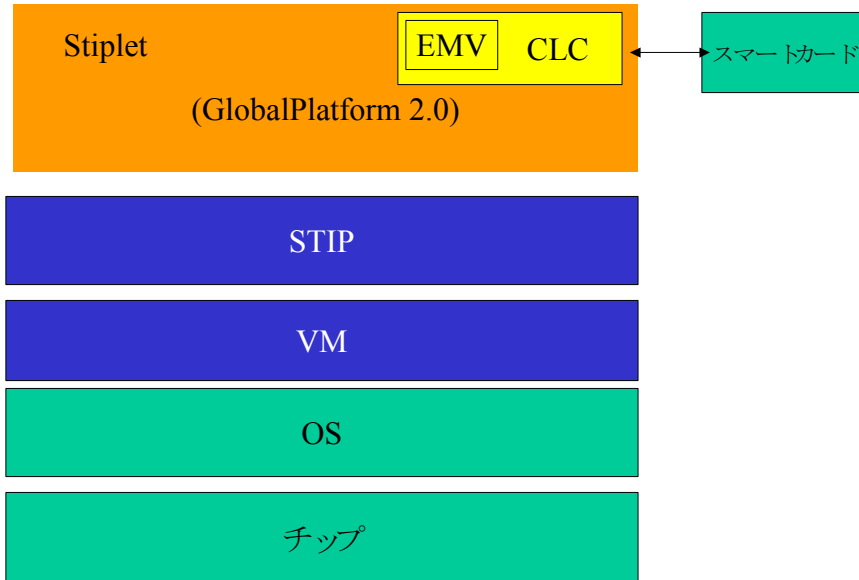 Stiplet
EMV
CLC
スマートカード
(GlobalPlatform 2.0)
STIP
VM
OS
チップ